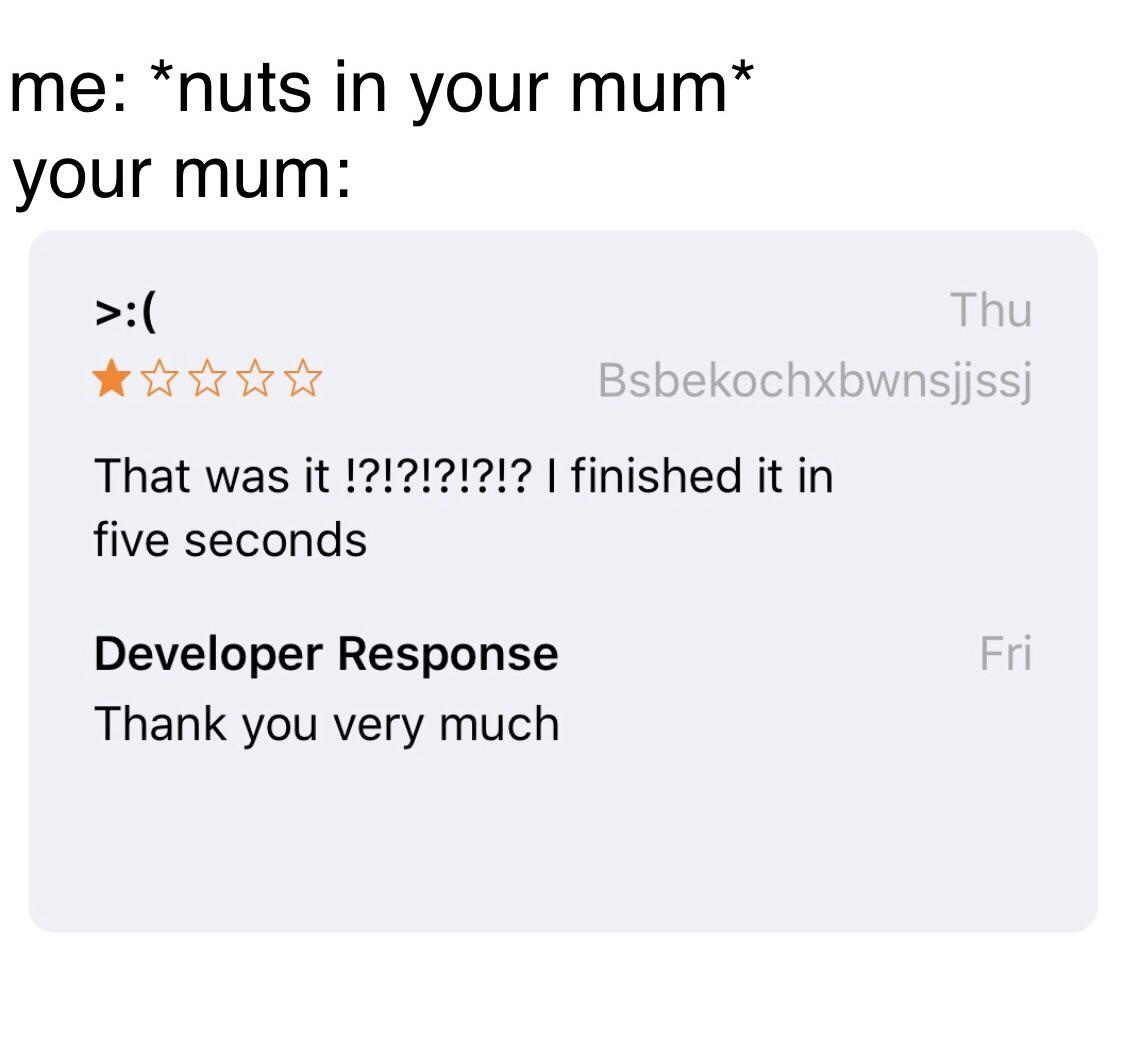 me: *nuts in your mum*
your mum:
>:(
Thu
Bsbekochxbwnsjjssj
That was it !?!?!?!?!? I finished it in
five seconds
Developer Response
Fri
Thank you very much